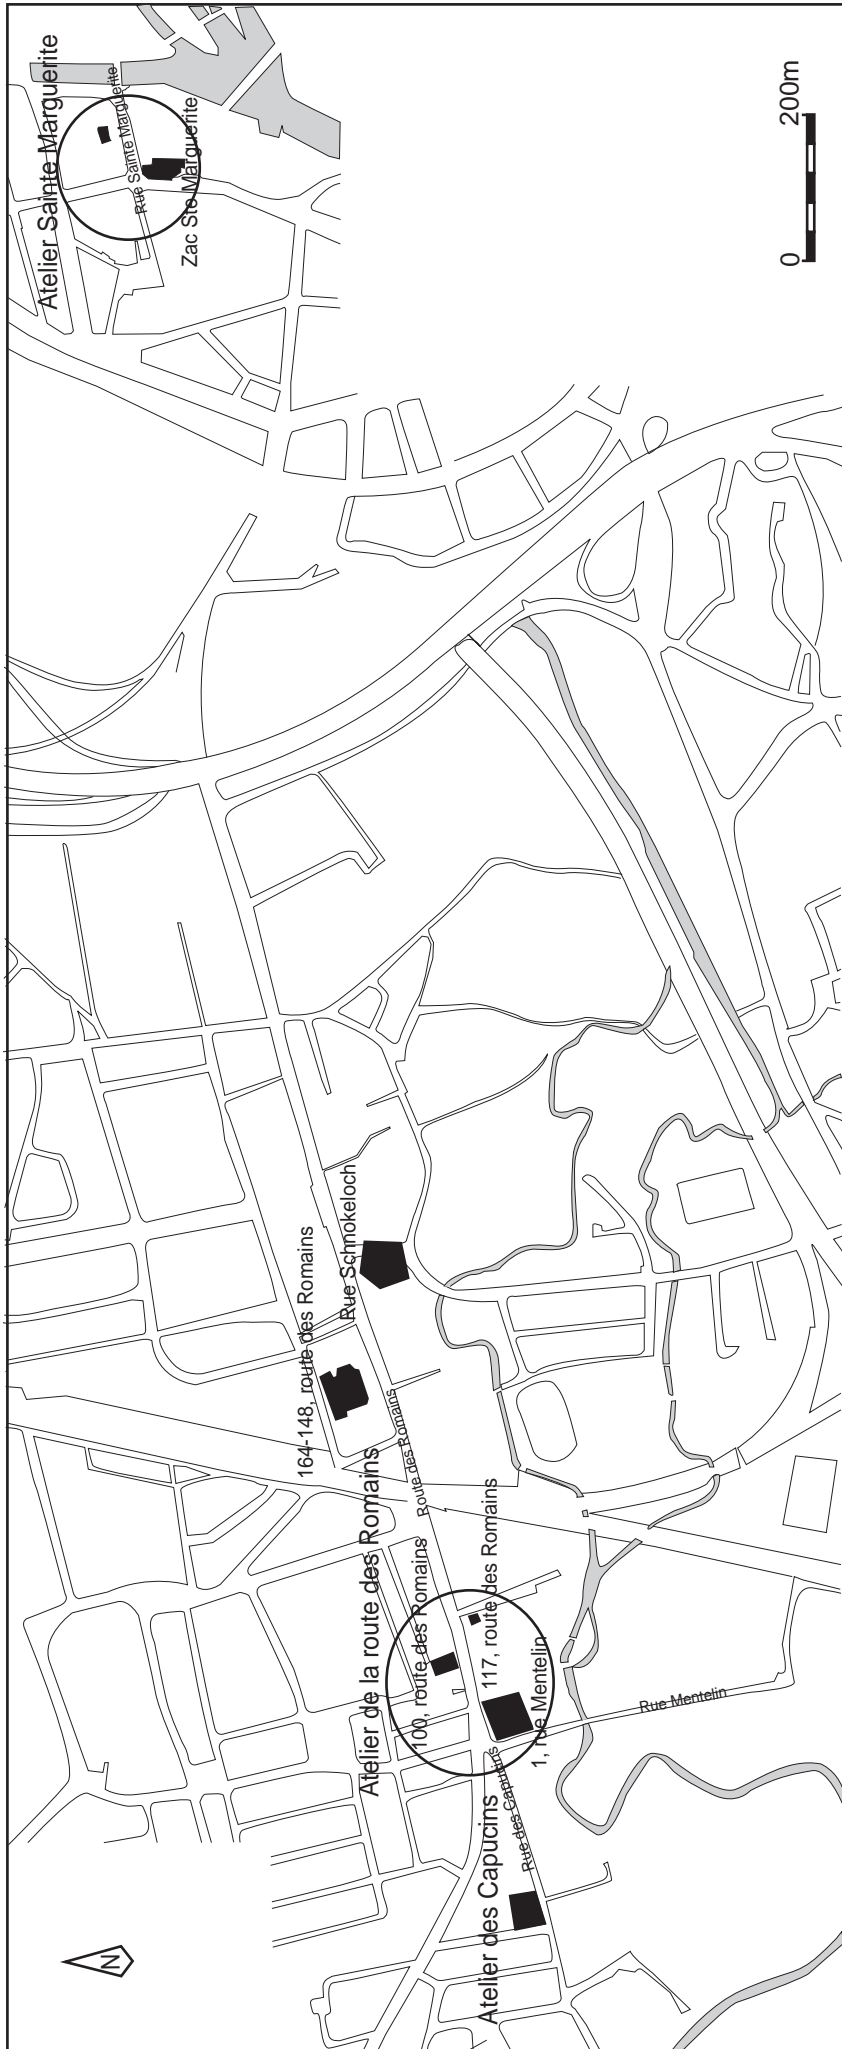 Atelier Sainte Marguerite
Rue Sainte Marguerite
Zac Ste Marguerite
0 200m
Rue Schnokeloch
164-148, route des Romains
Route des Romains
Atelier de la route des Romains
100, route des Romains
117, route des Romains
1, rue Mentelin
Rue Mentelin
Rue des Capucins
Atelier des Capucins
N